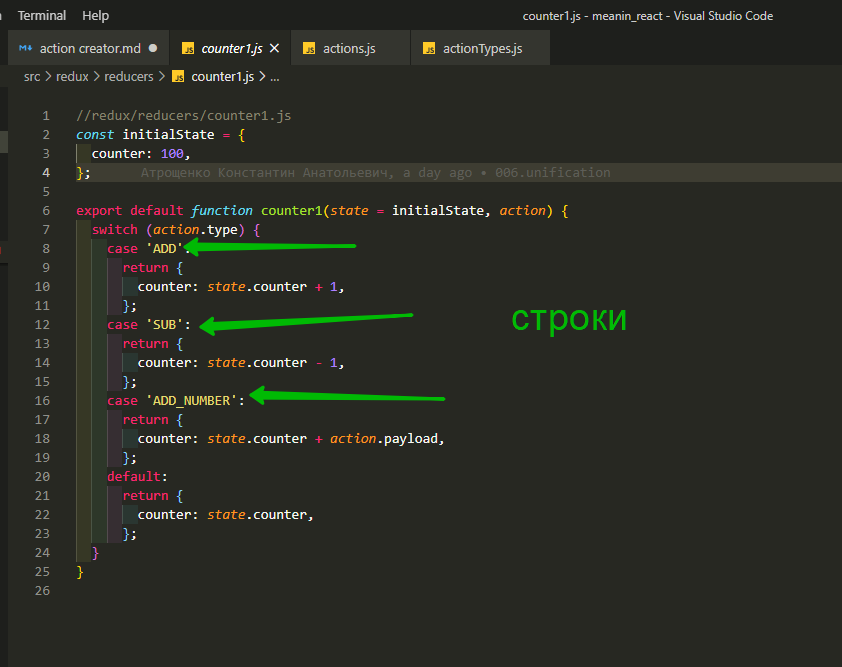 Terminal Help counter1.js - meanin_react - Visual Studio Code
action creator.md counter1.js actions.js actionTypes.js
src > redux > reducers > counter1.js > ...
1 //redux/reducers/counter1.js
2 const initialState = {
3 counter: 100,
4 }; Атрощенко Константин Анатольевич, a day ago • 006.unification
5
6 export default function counter1(state = initialState, action) {
7 switch (action.type) {
8 case 'ADD':
9 return {
10 counter: state.counter + 1,
11 };
12 case 'SUB':
13 return {
14 counter: state.counter - 1,
15 };
16 case 'ADD_NUMBER':
17 return {
18 counter: state.counter + action.payload,
19 };
20 default:
21 return {
22 counter: state.counter,
23 };
24 }
25 }
26
строки